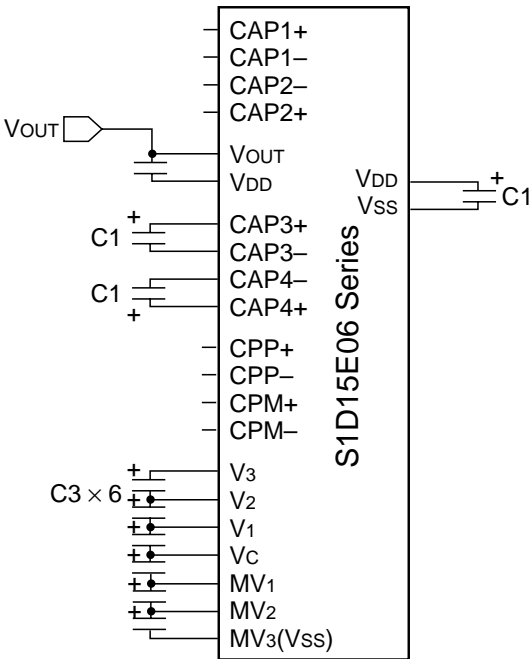 CAP1+
CAP1–
CAP2–
CAP2+
VOUT
VOUT
VDD
VDD
+
VSS
C1
+
CAP3+
C1
CAP3–
CAP4–
C1
CAP4+
+
CPP+
CPP–
CPM+
CPM–
S1D15E06 Series
+
V3
C3 × 6
+
V2
+
V1
+
VC
+
MV1
+
MV2
MV3(VSS)